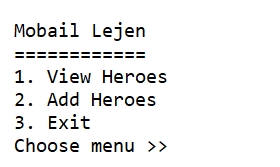 Mobail Lejen
============
1. View Heroes
2. Add Heroes
3. Exit
Choose menu >>